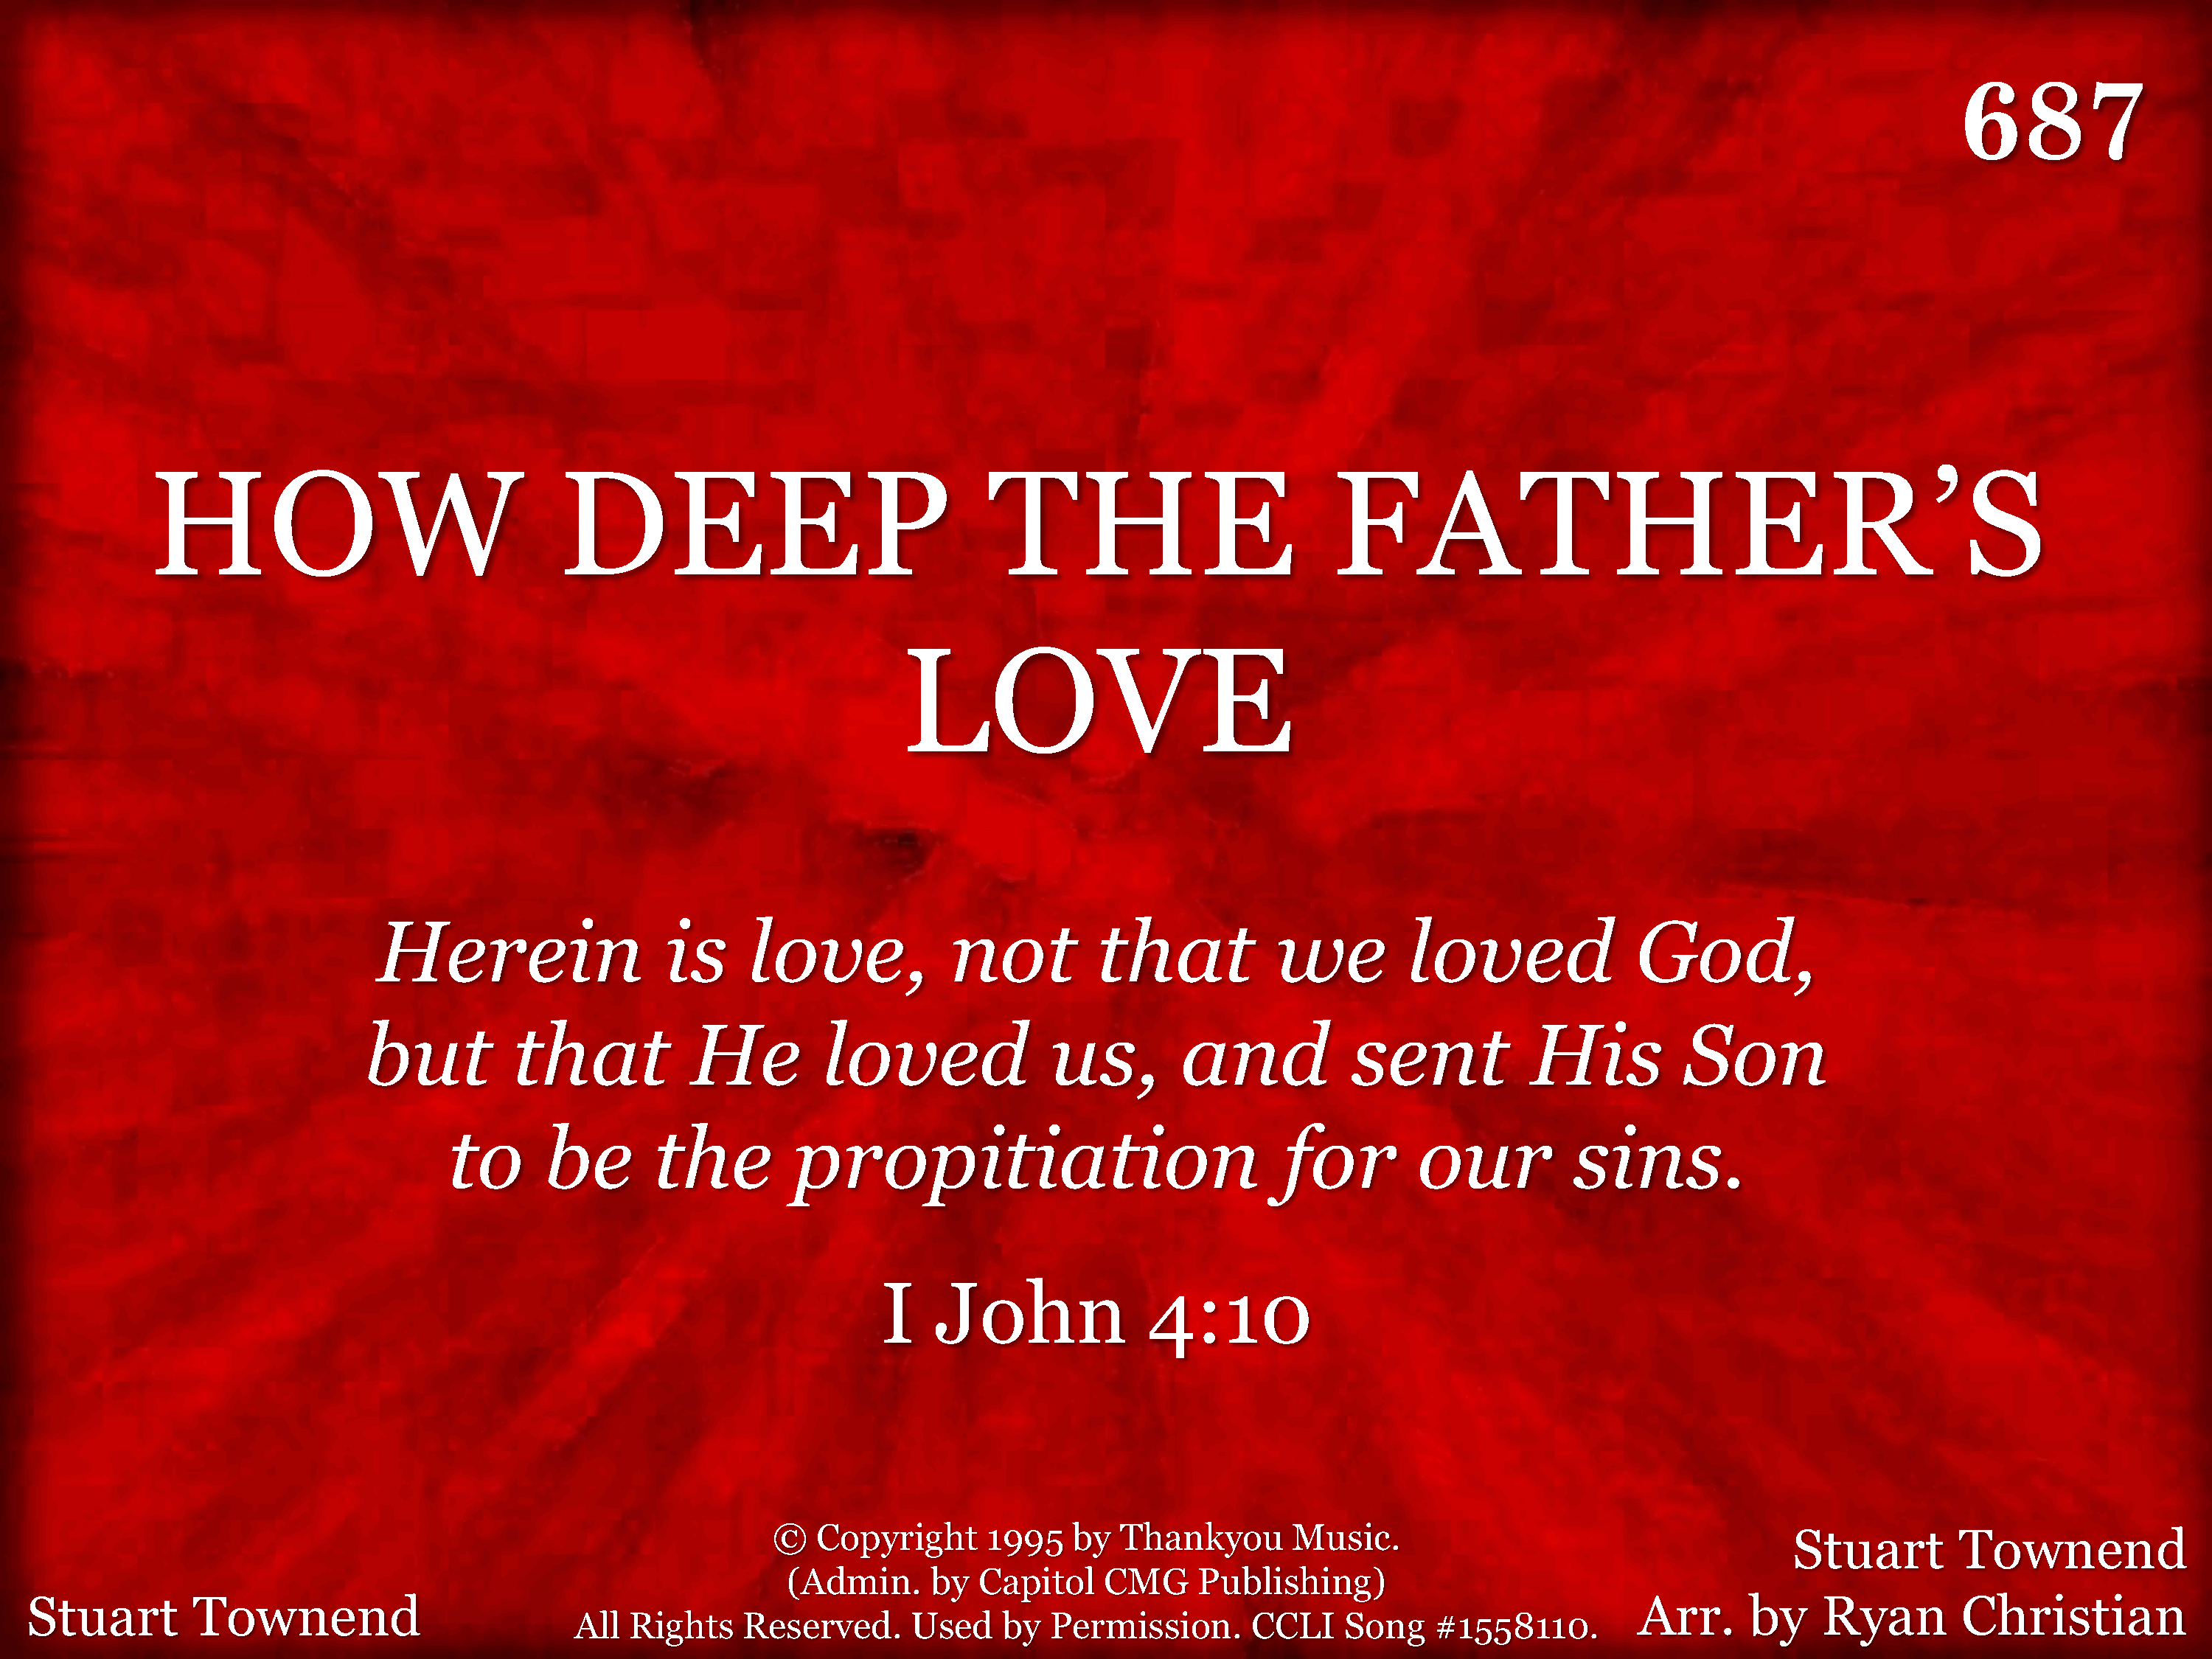 687
HOW DEEP THE FATHER’S
LOVE
Herein is love, not that we loved God,
but that He loved us, and sent His Son
to be the propitiation for our sins.
I John 4:10
Stuart Townend
© Copyright 1995 by Thankyou Music.
(Admin. by Capitol CMG Publishing)
All Rights Reserved. Used by Permission. CCLI Song #1558110.
Stuart Townend
Arr. by Ryan Christian